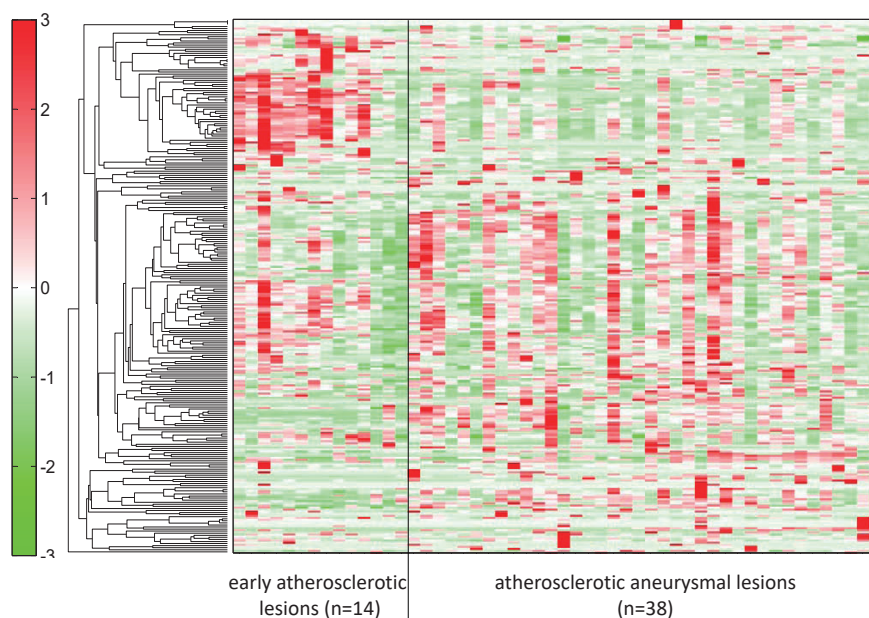 3
2
1
0
-1
-2
-3
early atherosclerotic
lesions (n=14)
atherosclerotic aneurysmal lesions
(n=38)